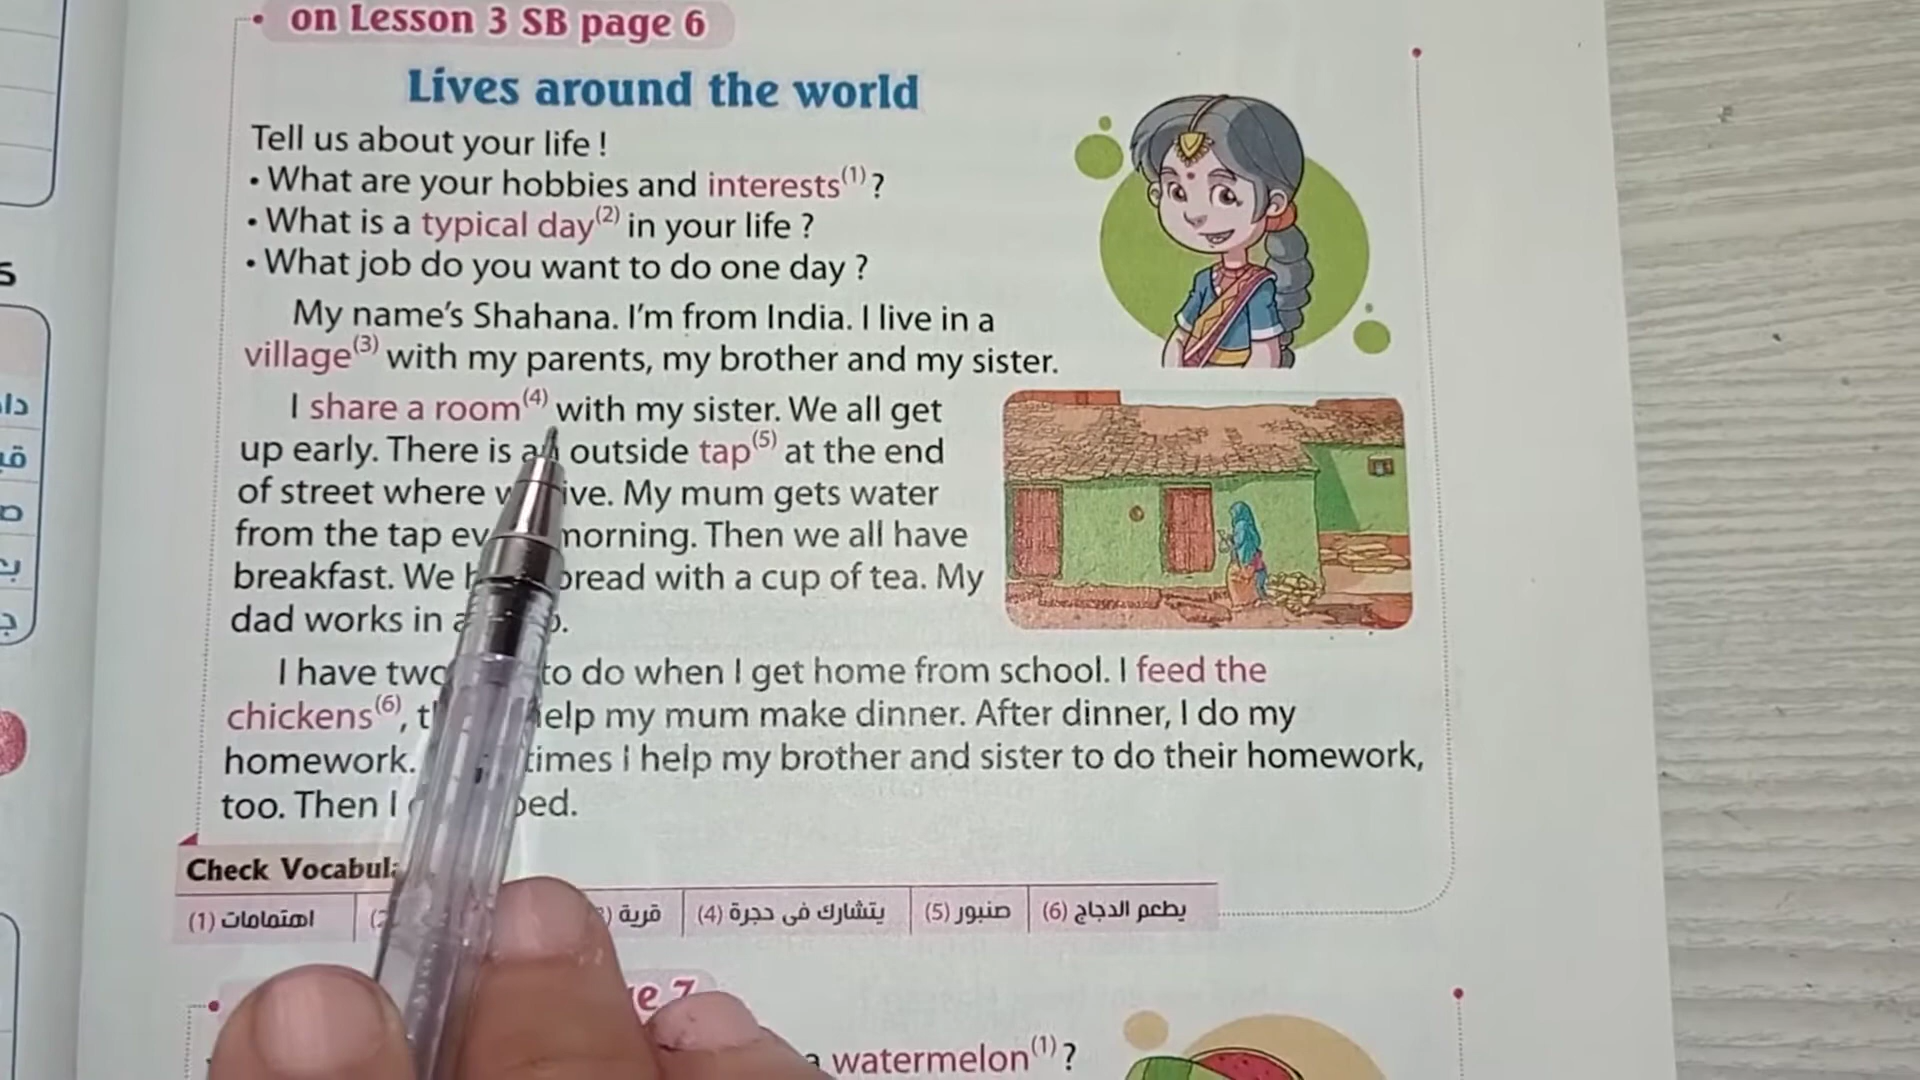 • on Lesson 3 SB page 6
Lives around the world
Tell us about your life !
• What are your hobbies and interests(1) ?
• What is a typical day(2) in your life ?
• What job do you want to do one day ?
My name's Shahana. I'm from India. I live in a
village(3) with my parents, my brother and my sister.
I share a room(4) with my sister. We all get
up early. There is an outside tap(5) at the end
of street where live. My mum gets water
from the tap morning. Then we all have
breakfast. We bread with a cup of tea. My
dad works in a
I have two to do when I get home from school. I feed the
chickens(6), help my mum make dinner. After dinner, I do my
homework. I help my brother and sister to do their homework,
too. Then I bed.
Check
(1) اهتمامات
قرية
(4) يتشارك فى حجرة
(5) صنبور
(6) يطعم الدجاج
7
watermelon(1) ?